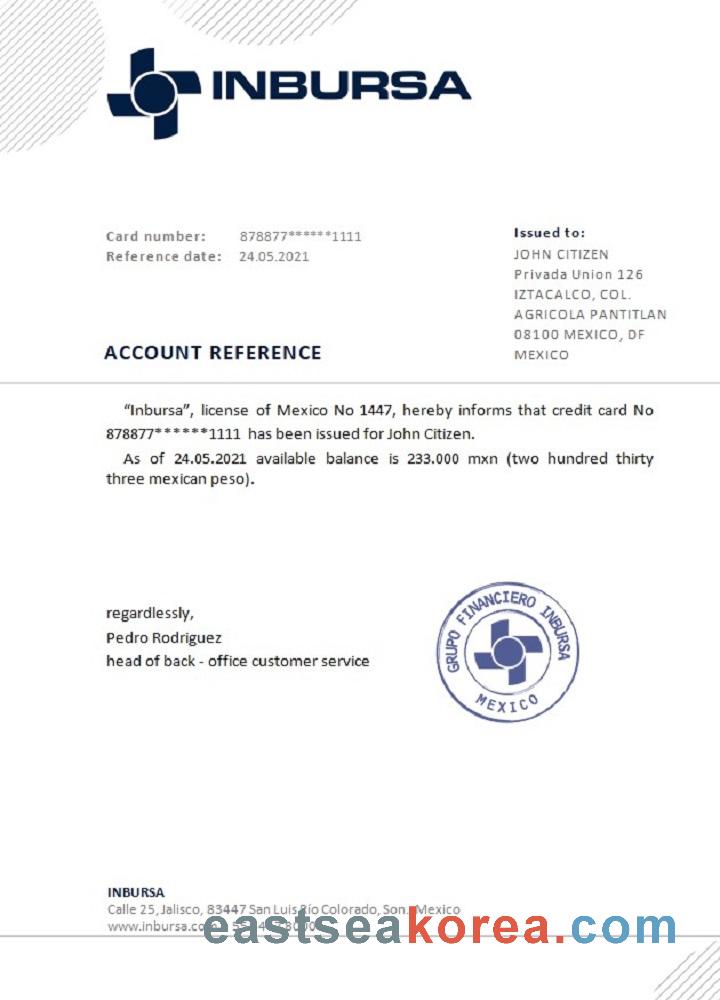 INBURSA
Card number: 878877******1111
Reference date: 24.05.2021
Issued to:
JOHN CITIZEN
Privada Union 126
IZTACALCO, COL.
AGRICOLA PANTITLAN
08100 MEXICO, DF
MEXICO
ACCOUNT REFERENCE
“Inbursa”, license of Mexico No 1447, hereby informs that credit card No
878877******1111 has been issued for John Citizen.
As of 24.05.2021 available balance is 233.000 mxn (two hundred thirty
three mexican peso).
regardlessly,
Pedro Rodriguez
head of back - office customer service
GRUPO FINANCIERO INBURSA
MEXICO
INBURSA
Calle 25, Jalisco, 83447 San Luis Río Colorado, Son., Mexico
www.inbursa.com
eastseakorea.com